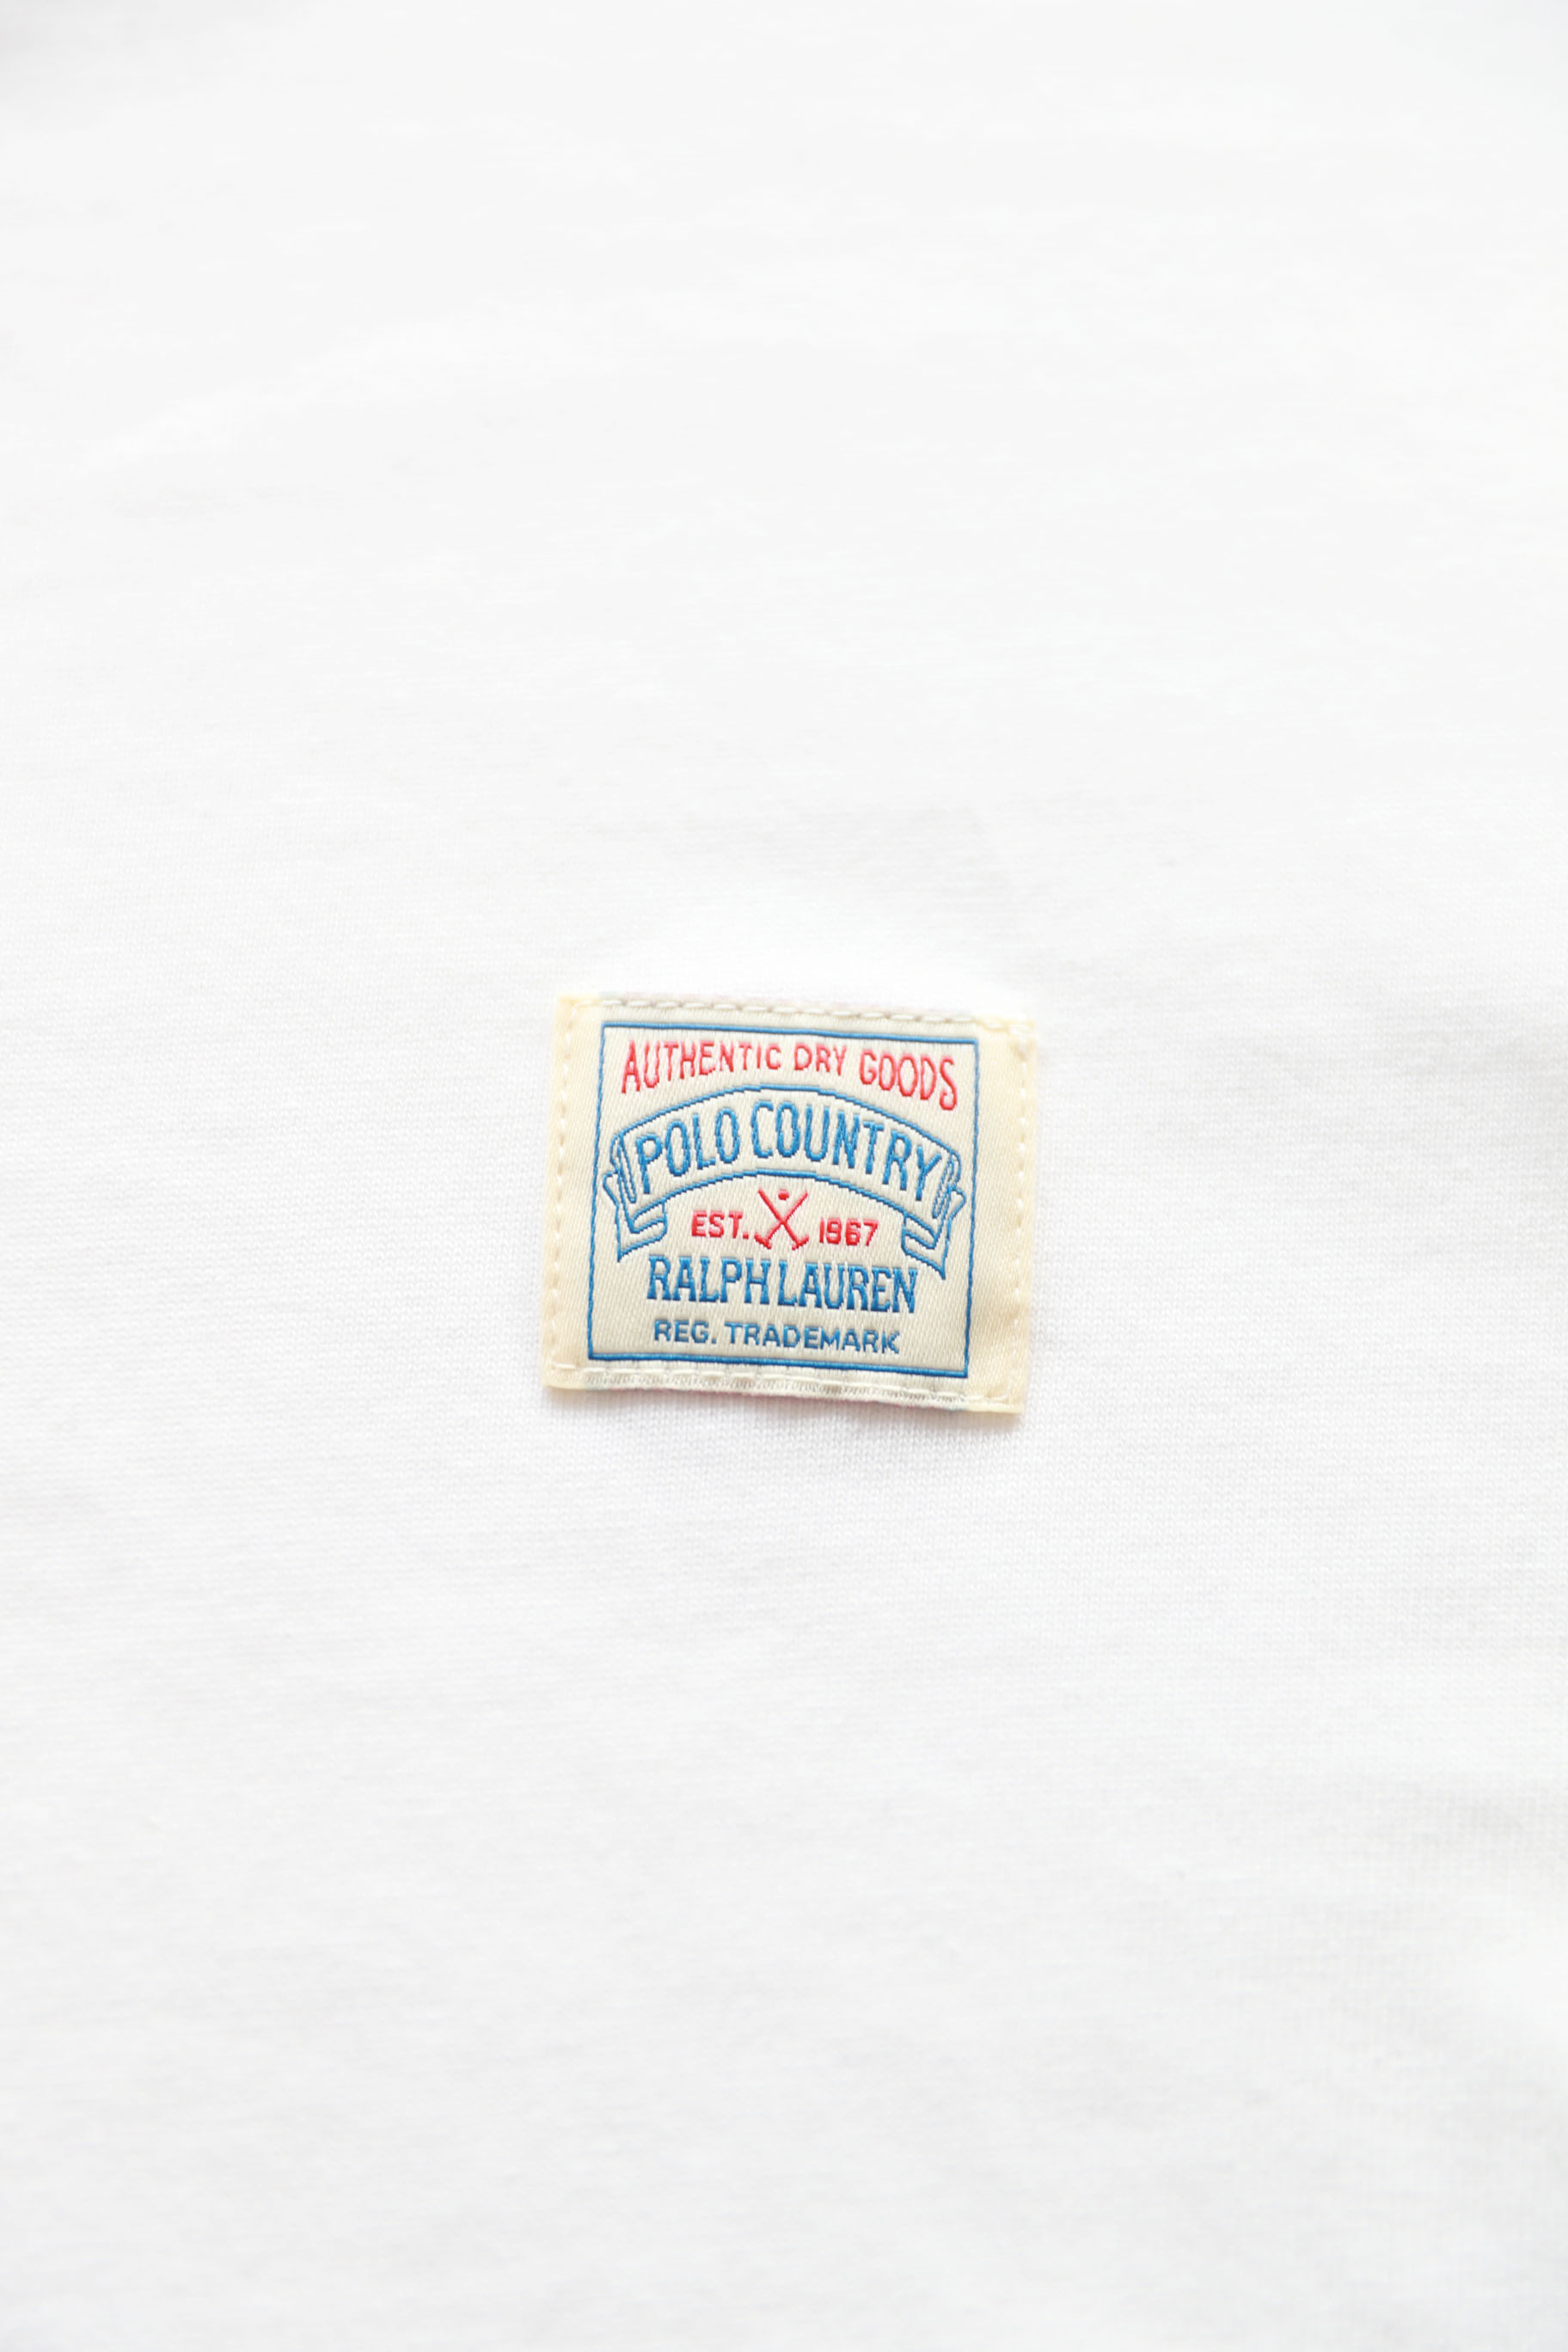 AUTHENTIC DRY GOODS
POLO COUNTRY
EST. 1967
RALPH LAUREN
REG. TRADEMARK